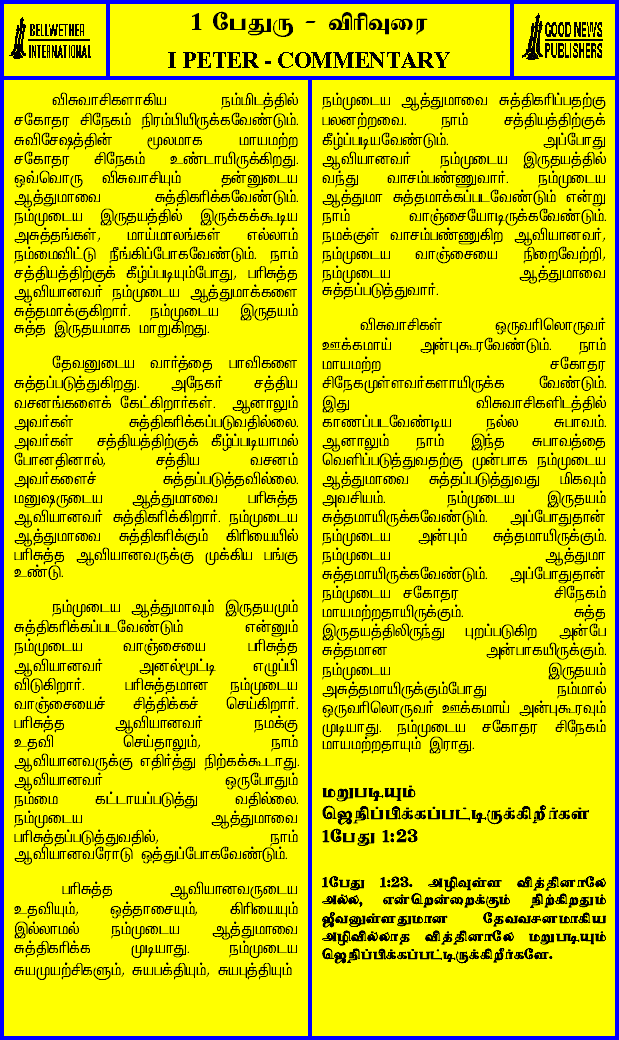 BELLWETHER
INTERNATIONAL
1 பேதுரு - விரிவுரை
I PETER - COMMENTARY
GOOD NEWS
PUBLISHERS
விசுவாசிகளாகிய நம்மிடத்தில்
சகோதர சிநேகம் நிரம்பியிருக்கவேண்டும்.
சுவிசேஷத்தின் மூலமாக மாயமற்ற
சகோதர சிநேகம் உண்டாயிருக்கிறது.
ஒவ்வொரு விசுவாசியும் தன்னுடைய
ஆத்துமாவை சுத்திகரிக்கவேண்டும்.
நம்முடைய இருதயத்தில் இருக்கக்கூடிய
அசுத்தங்கள், மாய்மாலங்கள் எல்லாம்
நம்மைவிட்டு நீங்கிப்போகவேண்டும். நாம்
சத்தியத்திற்குக் கீழ்ப்படியும்போது, பரிசுத்த
ஆவியானவர் நம்முடைய ஆத்துமாக்களை
சுத்தமாக்குகிறார். நம்முடைய இருதயம்
சுத்த இருதயமாக மாறுகிறது.
தேவனுடைய வார்த்தை பாவிகளை
சுத்தப்படுத்துகிறது. அநேகர் சத்திய
வசனங்களைக் கேட்கிறார்கள். ஆனாலும்
அவர்கள் சுத்திகரிக்கப்படுவதில்லை.
அவர்கள் சத்தியத்திற்குக் கீழ்ப்படியாமல்
போனதினால், சத்திய வசனம்
அவர்களைச் சுத்தப்படுத்தவில்லை.
மனுஷருடைய ஆத்துமாவை பரிசுத்த
ஆவியானவர் சுத்திகரிக்கிறார். நம்முடைய
ஆத்துமாவை சுத்திகரிக்கும் கிரியையில்
பரிசுத்த ஆவியானவருக்கு முக்கிய பங்கு
உண்டு.
நம்முடைய ஆத்துமாவும் இருதயமும்
சுத்திகரிக்கப்படவேண்டும் என்னும்
நம்முடைய வாஞ்சையை பரிசுத்த
ஆவியானவர் அனல்மூட்டி எழுப்பி
விடுகிறார். பரிசுத்தமான நம்முடைய
வாஞ்சையைச் சித்திக்கச் செய்கிறார்.
பரிசுத்த ஆவியானவர் நமக்கு
உதவி செய்தாலும், நாம்
ஆவியானவருக்கு எதிர்த்து நிற்கக்கூடாது.
ஆவியானவர் ஒருபோதும்
நம்மை கட்டாயப்படுத்து வதில்லை.
நம்முடைய ஆத்துமாவை
பரிசுத்தப்படுத்துவதில், நாம்
ஆவியானவரோடு ஒத்துப்போகவேண்டும்.
பரிசுத்த ஆவியானவருடைய
உதவியும், ஒத்தாசையும், கிரியையும்
இல்லாமல் நம்முடைய ஆத்துமாவை
சுத்திகரிக்க முடியாது. நம்முடைய
சுயமுயற்சிகளும், சுயபக்தியும், சுயபுத்தியும்
நம்முடைய ஆத்துமாவை சுத்திகரிப்பதற்கு
பலனற்றவை. நாம் சத்தியத்திற்குக்
கீழ்ப்படியவேண்டும். அப்போது
ஆவியானவர் நம்முடைய இருதயத்தில்
வந்து வாசம்பண்ணுவார். நம்முடைய
ஆத்துமா சுத்தமாக்கப்படவேண்டும் என்று
நாம் வாஞ்சையோடிருக்கவேண்டும்.
நமக்குள் வாசம்பண்ணுகிற ஆவியானவர்,
நம்முடைய வாஞ்சையை நிறைவேற்றி,
நம்முடைய ஆத்துமாவை
சுத்தப்படுத்துவார்.
விசுவாசிகள் ஒருவரிலொருவர்
ஊக்கமாய் அன்புகூரவேண்டும். நாம்
மாயமற்ற சகோதர
சிநேகமுள்ளவர்களாயிருக்க வேண்டும்.
இது விசுவாசிகளிடத்தில்
காணப்படவேண்டிய நல்ல சுபாவம்.
ஆனாலும் நாம் இந்த சுபாவத்தை
வெளிப்படுத்துவதற்கு முன்பாக நம்முடைய
ஆத்துமாவை சுத்தப்படுத்துவது மிகவும்
அவசியம். நம்முடைய இருதயம்
சுத்தமாயிருக்கவேண்டும். அப்போதுதான்
நம்முடைய அன்பும் சுத்தமாயிருக்கும்.
நம்முடைய ஆத்துமா
சுத்தமாயிருக்கவேண்டும். அப்போதுதான்
நம்முடைய சகோதர சிநேகம்
மாயமற்றதாயிருக்கும். சுத்த
இருதயத்திலிருந்து புறப்படுகிற அன்பே
சுத்தமான அன்பாகயிருக்கும்.
நம்முடைய இருதயம்
அசுத்தமாயிருக்கும்போது நம்மால்
ஒருவரிலொருவர் ஊக்கமாய் அன்புகூரவும்
முடியாது. நம்முடைய சகோதர சிநேகம்
மாயமற்றதாயும் இராது.
மறுபடியும்
ஜெநிப்பிக்கப்பட்டிருக்கிறீர்கள்
1பேது 1:23
1பேது 1:23. அழிவுள்ள வித்தினாலே
அல்ல, என்றென்றைக்கும் நிற்கிறதும்
ஜீவனுள்ளதுமான தேவவசனமாகிய
அழிவில்லாத வித்தினாலே மறுபடியும்
ஜெநிப்பிக்கப்பட்டிருக்கிறீர்களே.